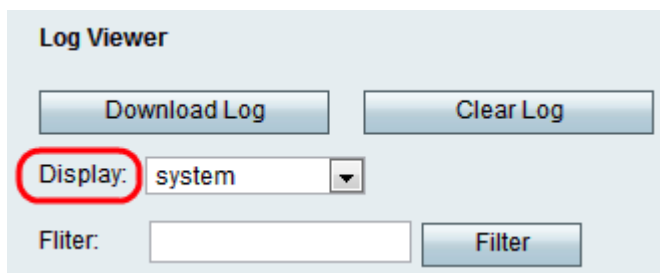 Log Viewer
Download Log Clear Log
Display: system
Fliter: Filter